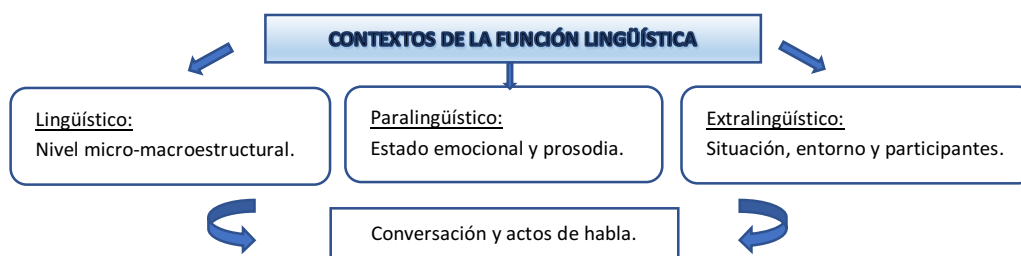 CONTEXTOS DE LA FUNCIÓN LINGÜÍSTICA
Lingüístico:
Nivel micro-macroestructural.
Paralingüístico:
Estado emocional y prosodia.
Extralingüístico:
Situación, entorno y participantes.
Conversación y actos de habla.